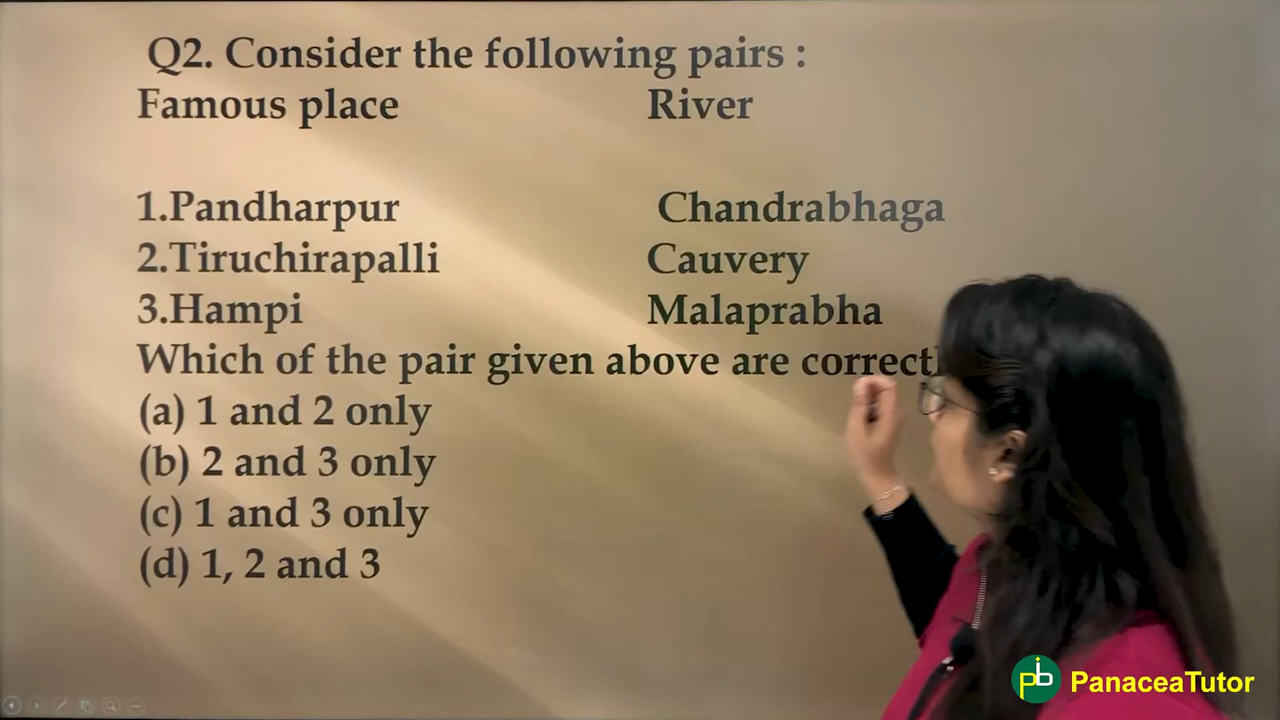 Q2. Consider the following pairs :
Famous place River
1.Pandharpur Chandrabhaga
2.Tiruchirapalli Cauvery
3.Hampi Malaprabha
Which of the pair given above are
(a) 1 and 2 only
(b) 2 and 3 only
(c) 1 and 3 only
(d) 1, 2 and 3
PanaceaTutor